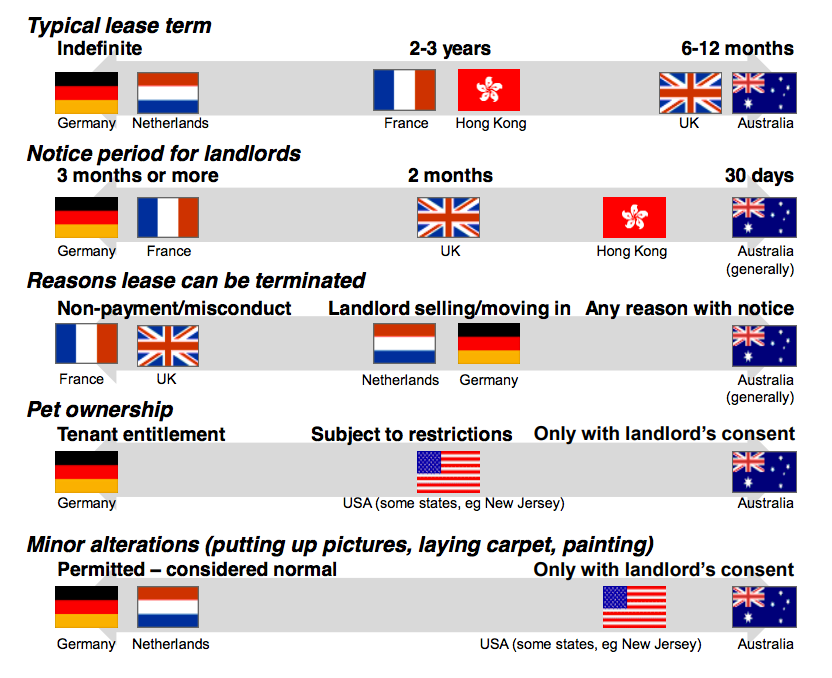 Typical lease term
Indefinite 2-3 years 6-12 months
Germany Netherlands France Hong Kong UK Australia
Notice period for landlords
3 months or more 2 months 30 days
Germany France UK Hong Kong Australia
(generally)
Reasons lease can be terminated
Non-payment/misconduct Landlord selling/moving in Any reason with notice
France UK Netherlands Germany Australia
(generally)
Pet ownership
Tenant entitlement Subject to restrictions Only with landlord's consent
Germany USA (some states, eg New Jersey) Australia
Minor alterations (putting up pictures, laying carpet, painting)
Permitted – considered normal Only with landlord's consent
Germany Netherlands USA (some states, eg New Jersey) Australia